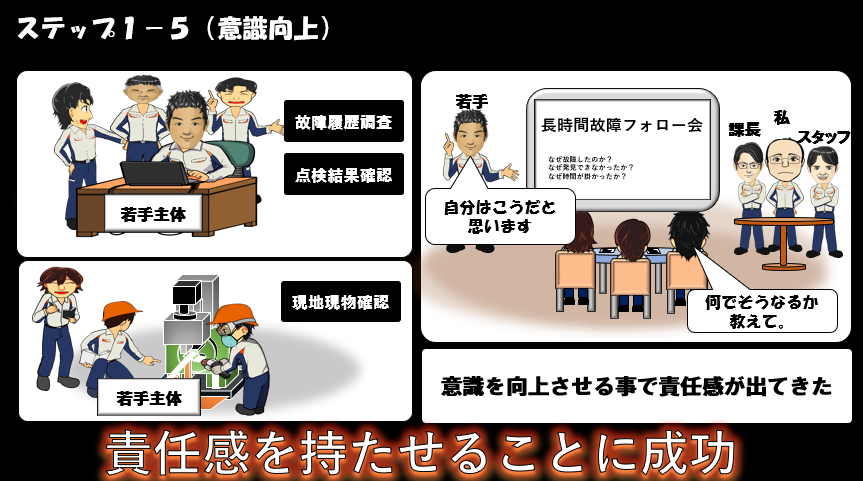 ステップ１－５（意識向上）
故障履歴調査
点検結果確認
若手主体
現地現物確認
若手主体
若手
長時間故障フォロー会
なぜ故障したのか？
なぜ発見できなかったか？
なぜ時間が掛かったか？
課長
私
スタッフ
自分はこうだと
思います
何でそうなるか
教えて。
意識を向上させる事で責任感が出てきた
責任感を持たせることに成功